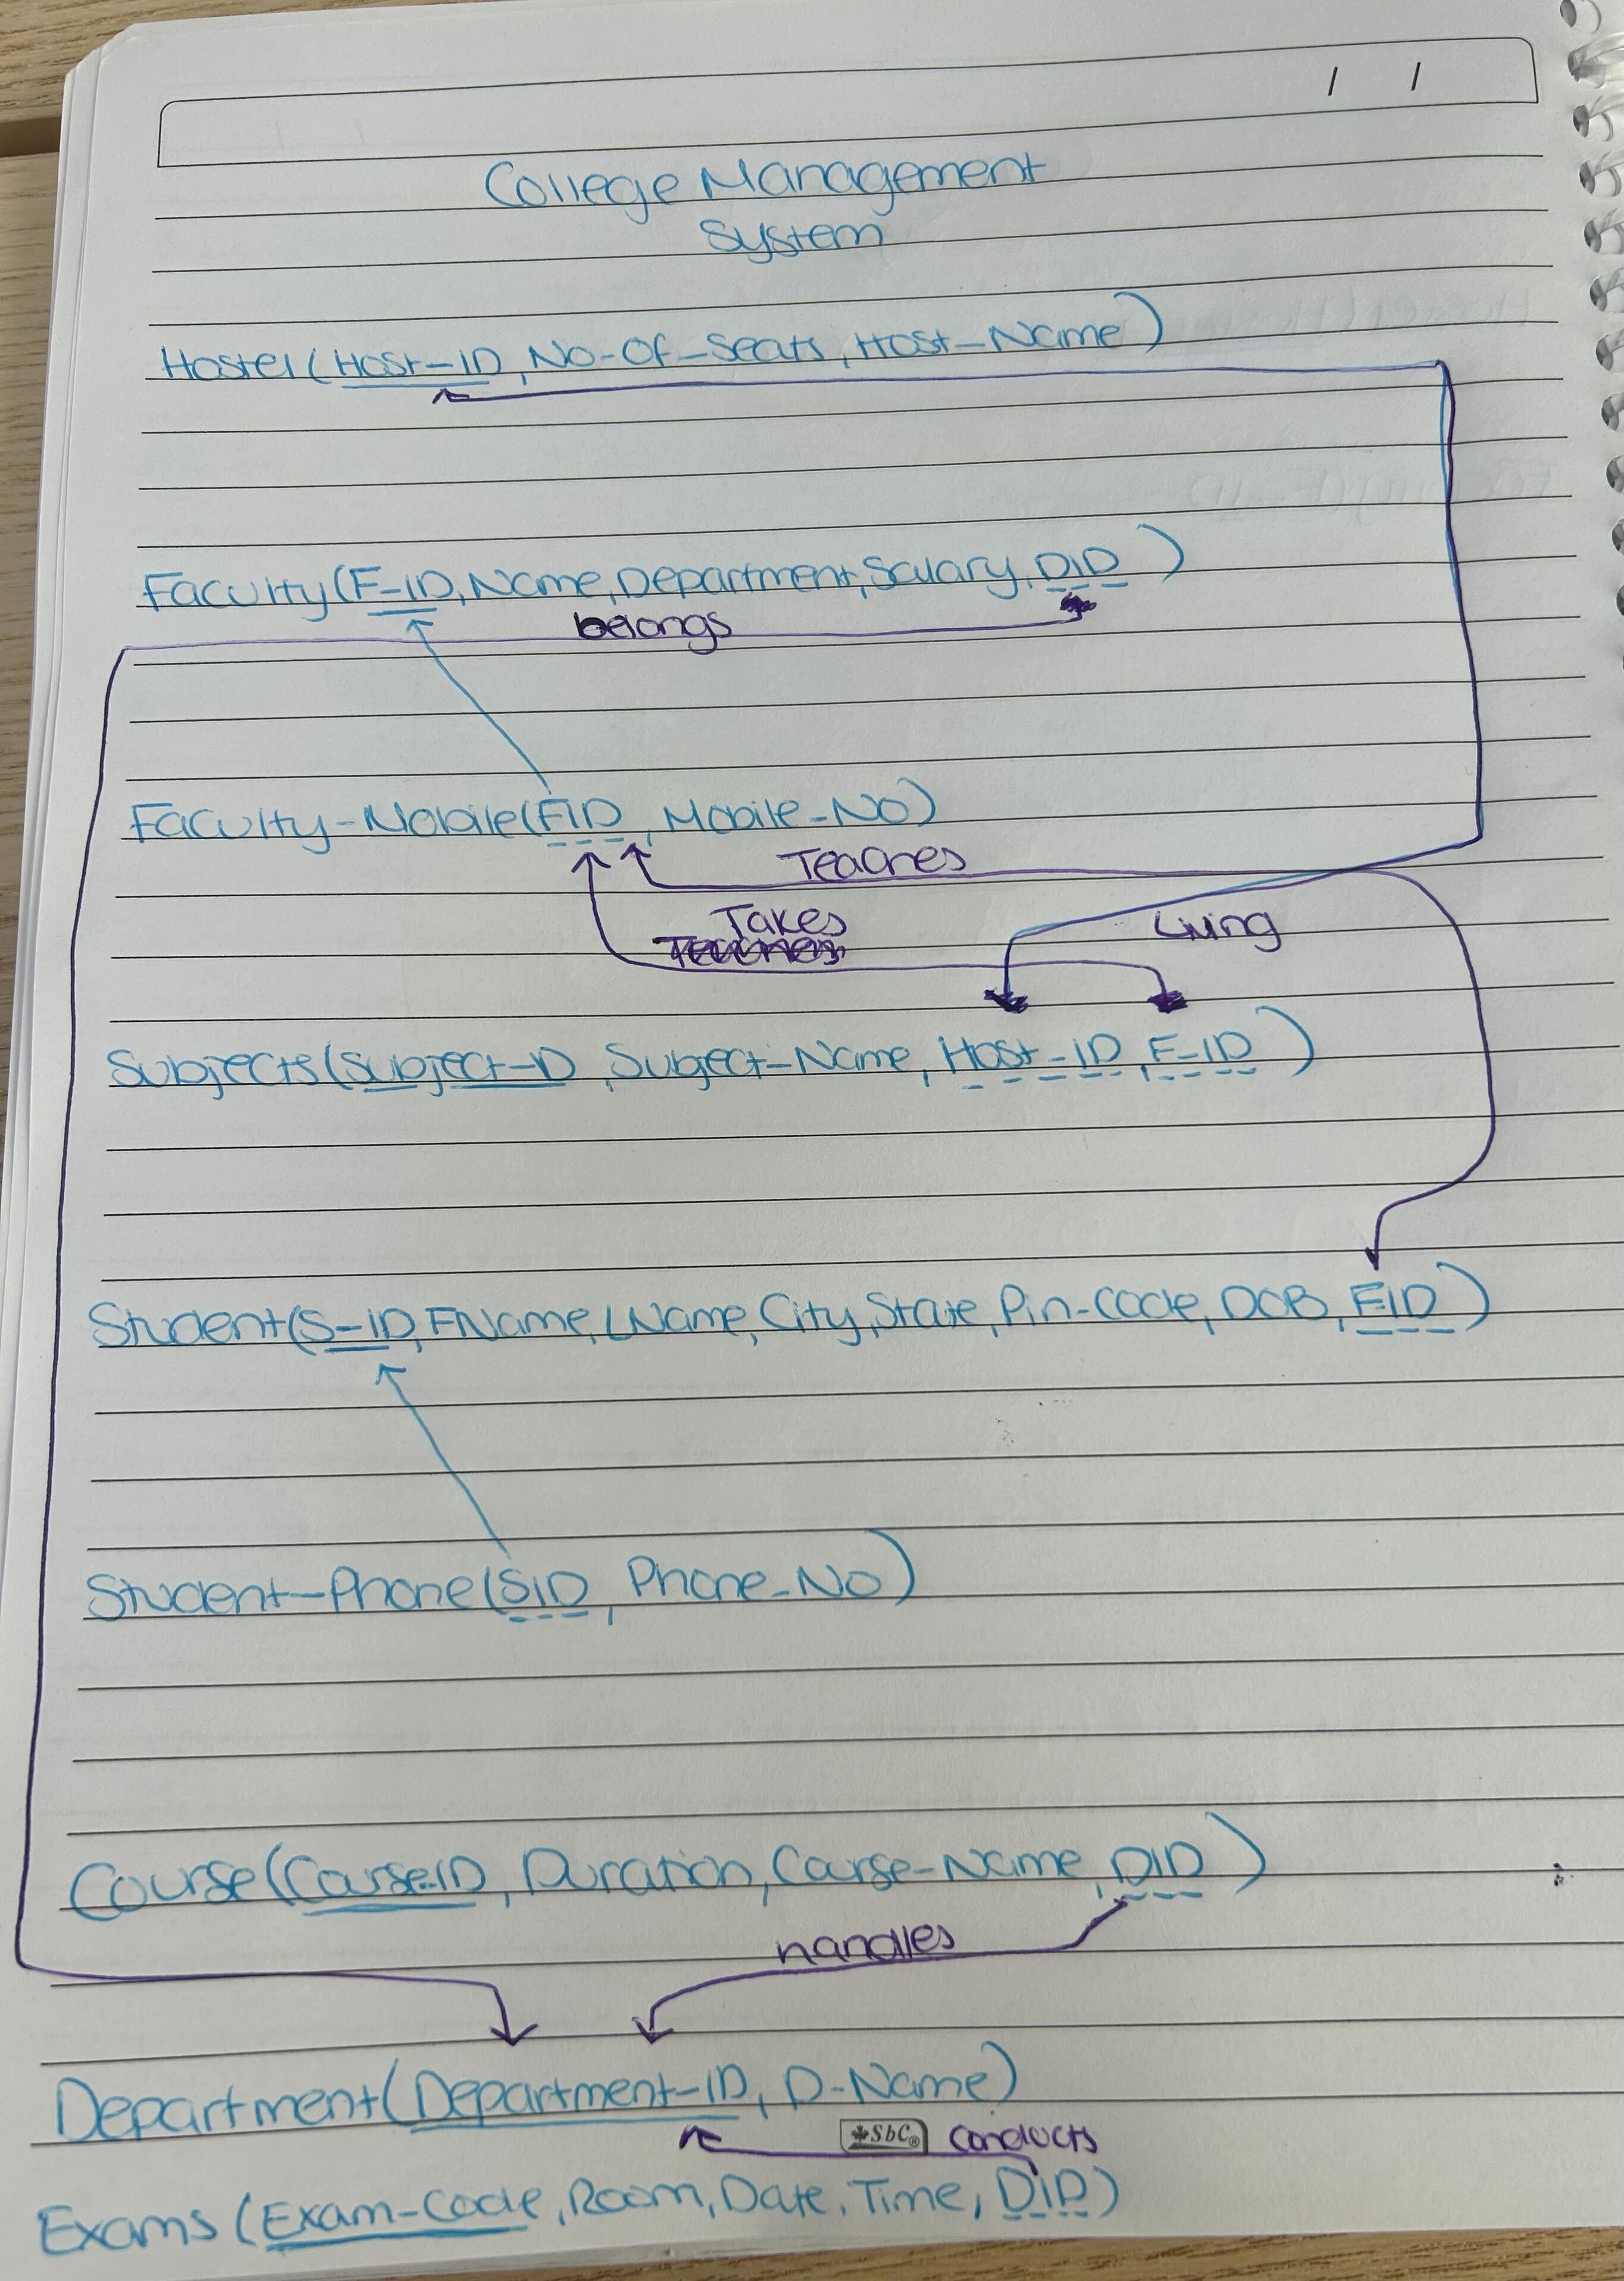 / /
College Management
System
Hostel(Host-ID, No-Of-Seats, Host-Name)
Faculty(F-ID, Name, Department, Salary, DID)
belongs
Faculty-Mobile(FID, Mobile-No)
Teaches
Takes
Living
Subjects(Subject-ID, Subject-Name, Host-ID, F-ID)
Student(S-ID, FName, LName, City, State, Pin-Code, DOB, FID)
Student-Phone(SID, Phone-No)
Course(Course-ID, Duration, Course-Name, DID)
handles
Department(Department-ID, D-Name)
SbC® conducts
Exams (Exam-Code, Room, Date, Time, DID)